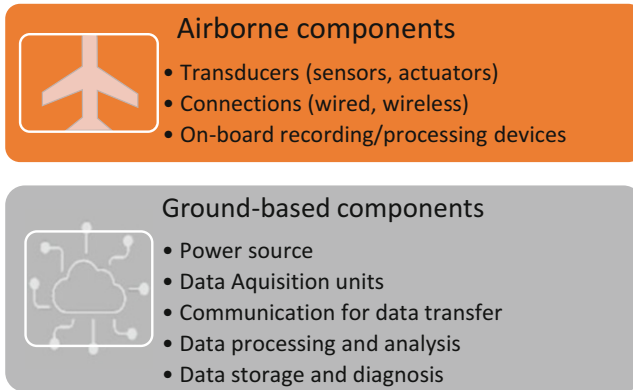 Airborne components
• Transducers (sensors, actuators)
• Connections (wired, wireless)
• On-board recording/processing devices
Ground-based components
• Power source
• Data Aquisition units
• Communication for data transfer
• Data processing and analysis
• Data storage and diagnosis